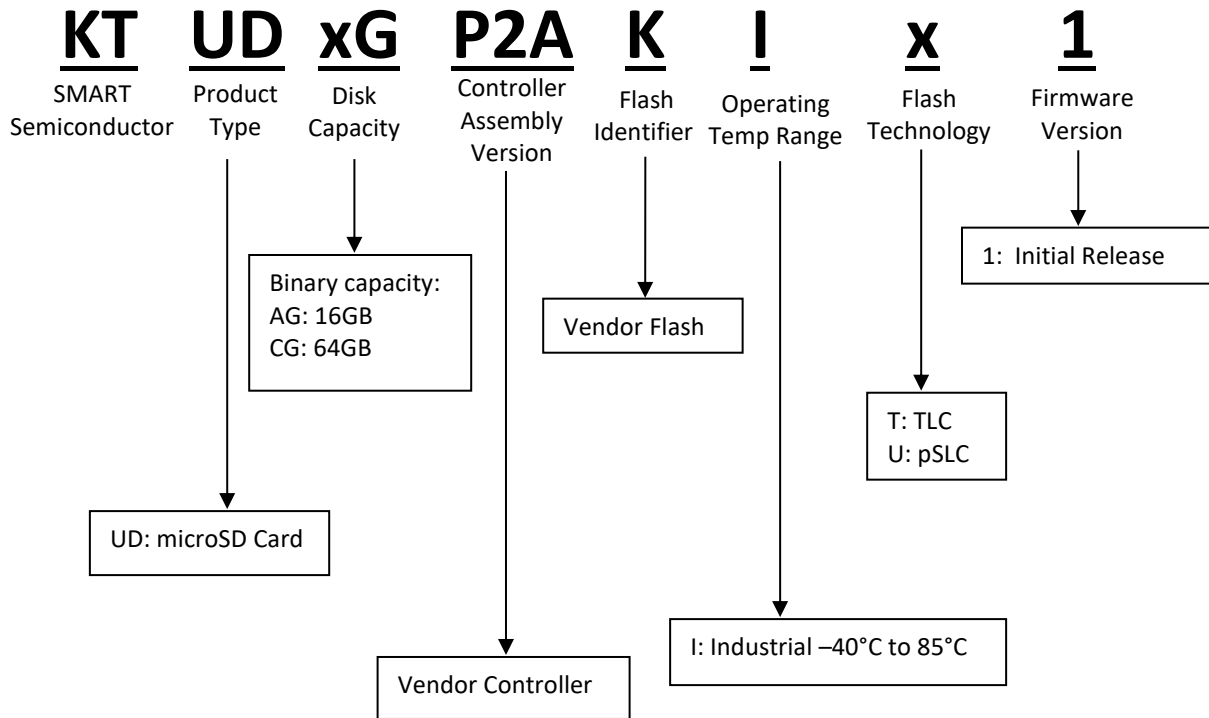 KT UD xG P2A K I x 1
SMART
Semiconductor
Product
Type
Disk
Capacity
Controller
Assembly
Version
Flash
Identifier
Operating
Temp Range
Flash
Technology
Firmware
Version
1: Initial Release
Binary capacity:
AG: 16GB
CG: 64GB
Vendor Flash
T: TLC
U: pSLC
UD: microSD Card
I: Industrial –40°C to 85°C
Vendor Controller